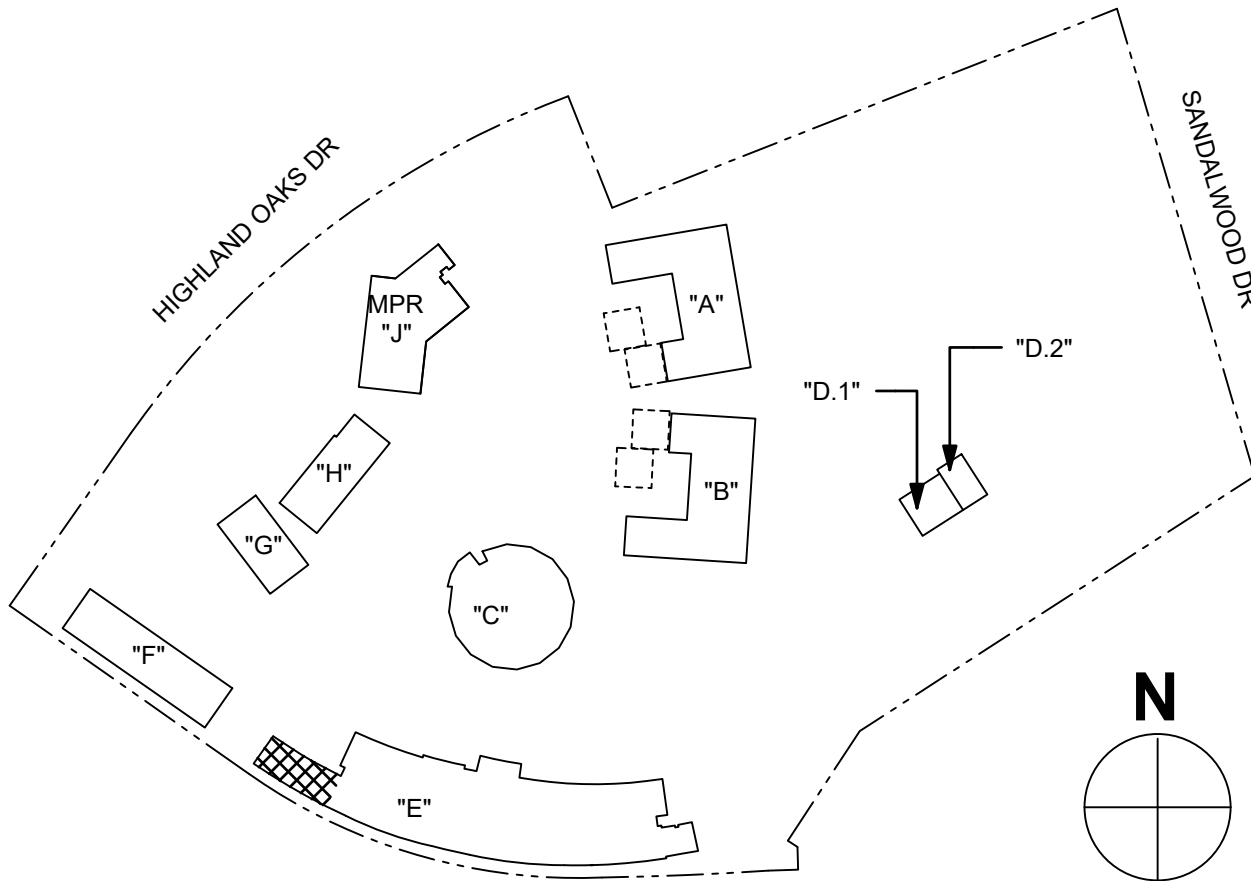 HIGHLAND OAKS DR
SANDALWOOD DR
MPR
"J"
"A"
"D.2"
"D.1"
"H"
"B"
"G"
"C"
"F"
"E"
N